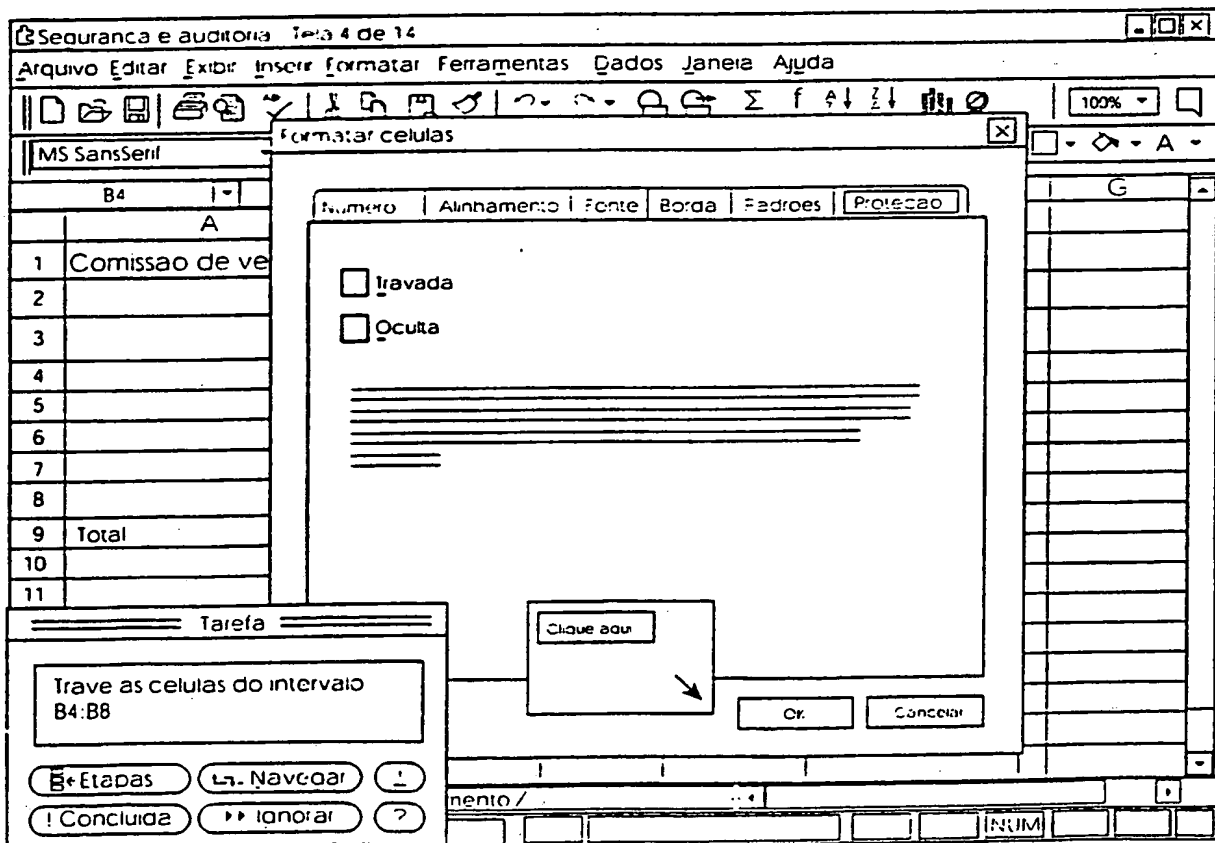 Seguranca e auditoria Tela 4 de 14
Arquivo Editar Exibir Inserir Formatar Ferramentas Dados Janela Ajuda
100%
MS SansSerif
Formatar celulas
B4
Numero Alinhamento Fonte Borda Padroes Protecao
A
G
1 Comissao de ve
2
3
4
5
6
7
8
9 Total
10
11
Travada
Oculta
Clique aqui
OK Cancelar
Tarefa
Trave as celulas do intervalo
B4:B8
Etapas Navegar
! Concluida Ignorar ?
mento /
NUM